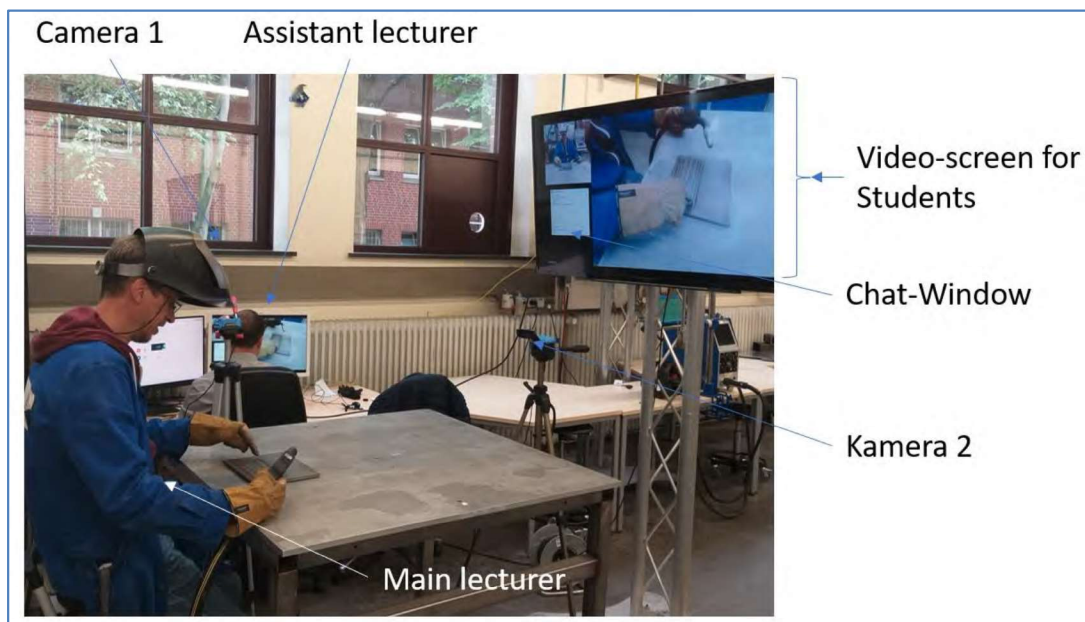 Camera 1
Assistant lecturer
Video-screen for
Students
Chat-Window
Kamera 2
Main lecturer